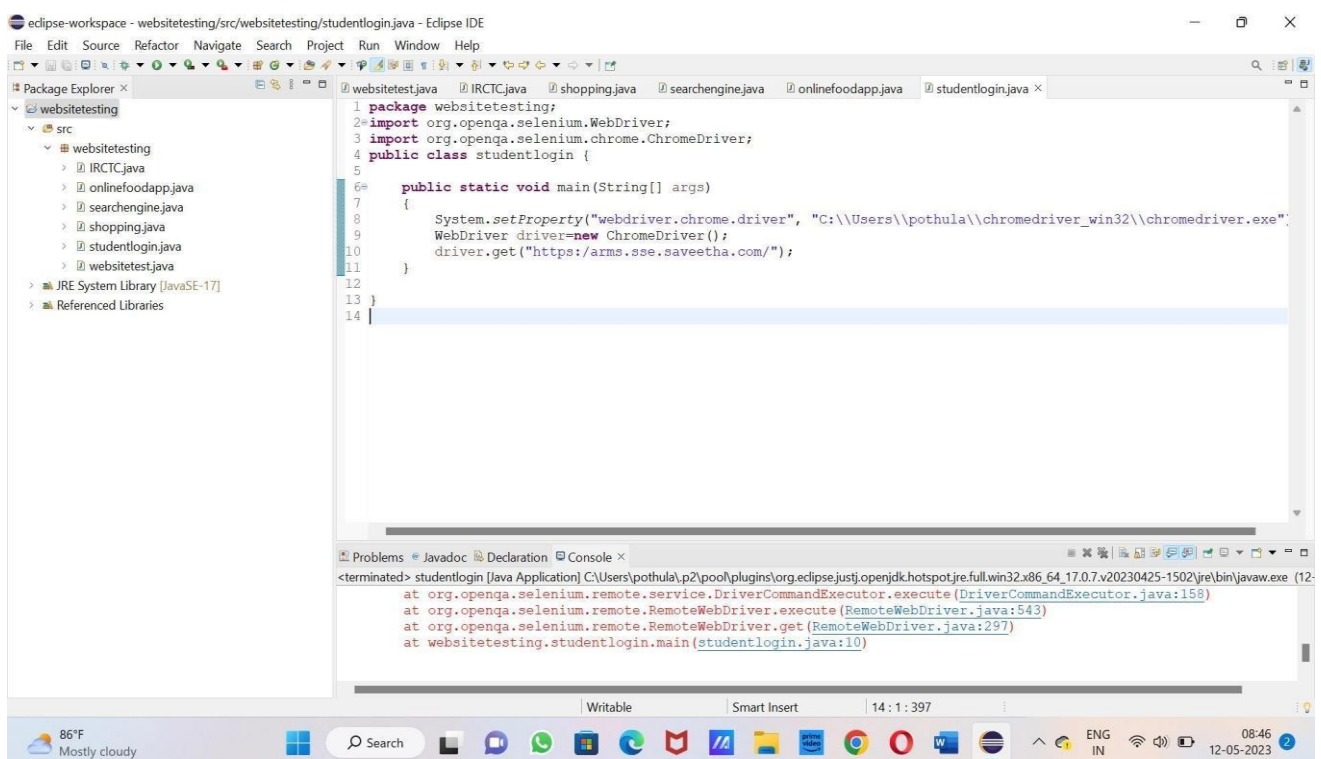 eclipse-workspace - websitetesting/src/websitetesting/studentlogin.java - Eclipse IDE
File Edit Source Refactor Navigate Search Project Run Window Help
Package Explorer ×
websitetesting
src
websitetesting
IRCTC.java
onlinefoodapp.java
searchengine.java
shopping.java
studentlogin.java
websitetest.java
JRE System Library [JavaSE-17]
Referenced Libraries
websitetest.java IRCTC.java shopping.java searchengine.java onlinefoodapp.java studentlogin.java ×
1 package websitetesting;
2 import org.openqa.selenium.WebDriver;
3 import org.openqa.selenium.chrome.ChromeDriver;
4 public class studentlogin {
5
6 public static void main(String[] args)
7 {
8 System.setProperty("webdriver.chrome.driver", "C:\\Users\\pothula\\chromedriver_win32\\chromedriver.exe")
9 WebDriver driver=new ChromeDriver();
10 driver.get("https:/arms.sse.saveetha.com/");
11 }
12
13 }
14
Problems Javadoc Declaration Console ×
<terminated> studentlogin [Java Application] C:\Users\pothula\.p2\pool\plugins\org.eclipse.justj.openjdk.hotspot.jre.full.win32.x86_64_17.0.7.v20230425-1502\jre\bin\javaw.exe (12-
at org.openqa.selenium.remote.service.DriverCommandExecutor.execute(DriverCommandExecutor.java:158)
at org.openqa.selenium.remote.RemoteWebDriver.execute(RemoteWebDriver.java:543)
at org.openqa.selenium.remote.RemoteWebDriver.get(RemoteWebDriver.java:297)
at websitetesting.studentlogin.main(studentlogin.java:10)
Writable Smart Insert 14 : 1 : 397
86°F
Mostly cloudy
Search
prime video
ENG
IN
08:46
12-05-2023
2